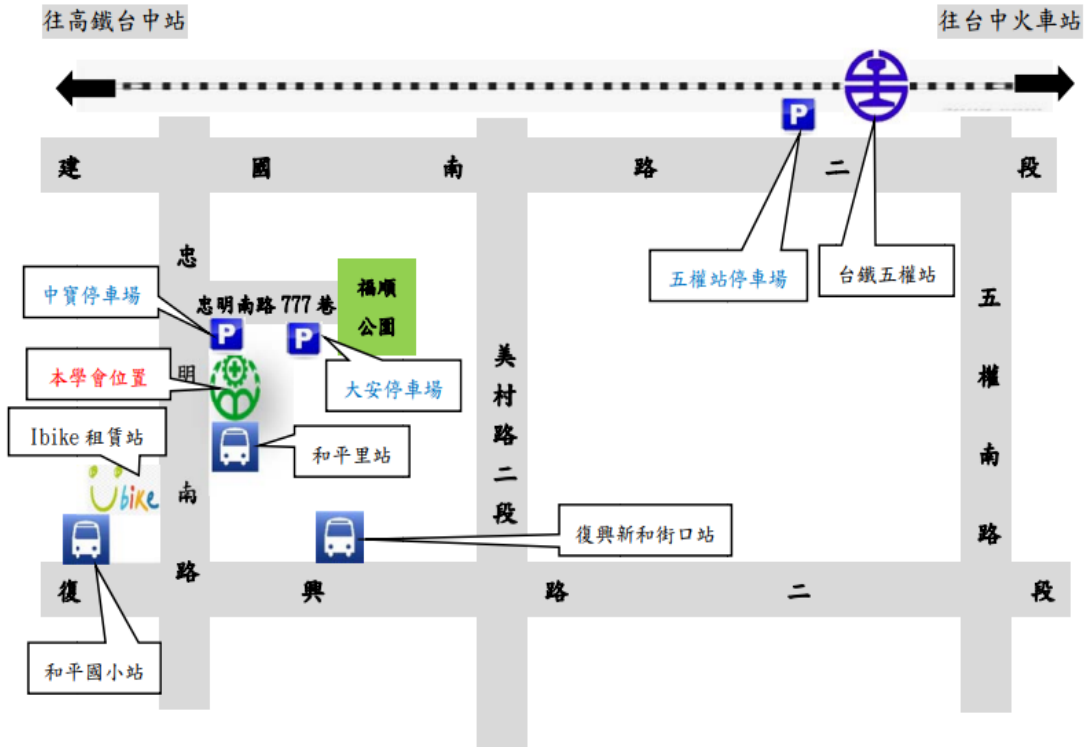 往高鐵台中站
往台中火車站
P
建國南路二段
忠明南路
中寶停車場
忠明南路 777 巷
福順
公園
五權站停車場
台鐵五權站
五權南路
P
P
本學會位置
大安停車場
美村路二段
Ibike 租賃站
和平里站
Ubike
復興新和街口站
復興路二段
和平國小站